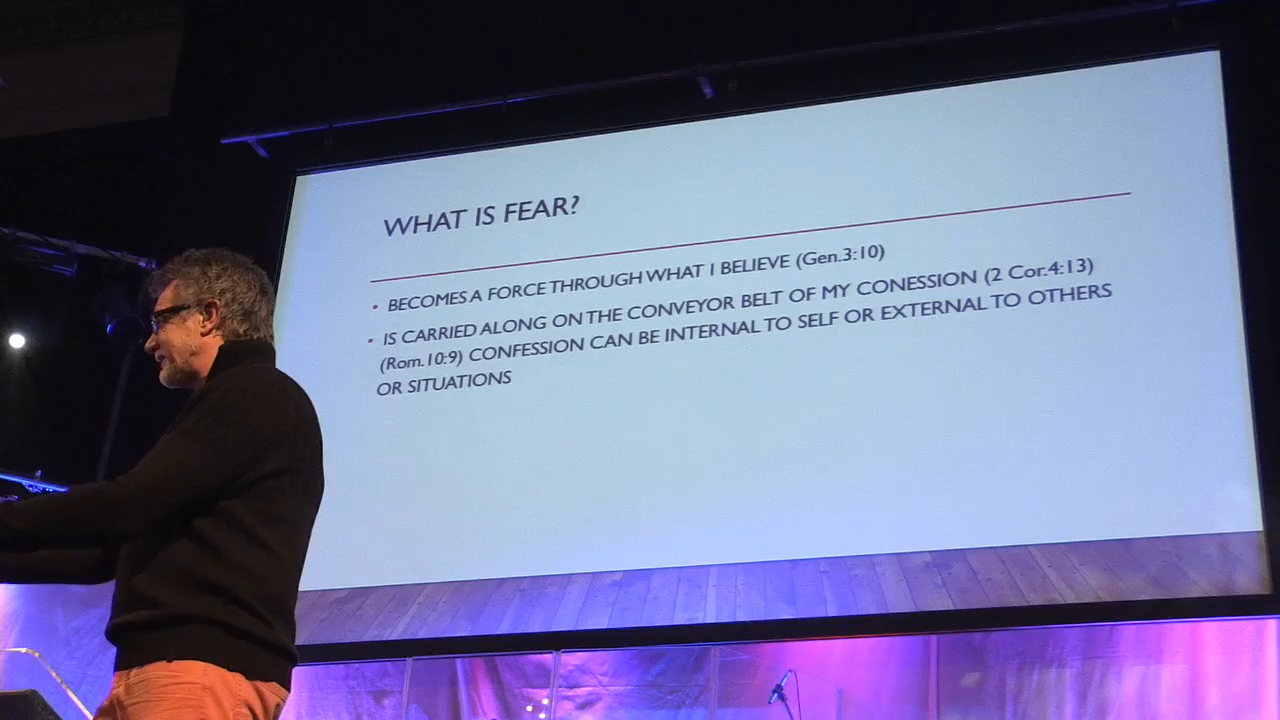 WHAT IS FEAR?
• BECOMES A FORCE THROUGH WHAT I BELIEVE (Gen.3:10)
• IS CARRIED ALONG ON THE CONVEYOR BELT OF MY CONESSION (2 Cor.4:13)
(Rom.10:9) CONFESSION CAN BE INTERNAL TO SELF OR EXTERNAL TO OTHERS
OR SITUATIONS